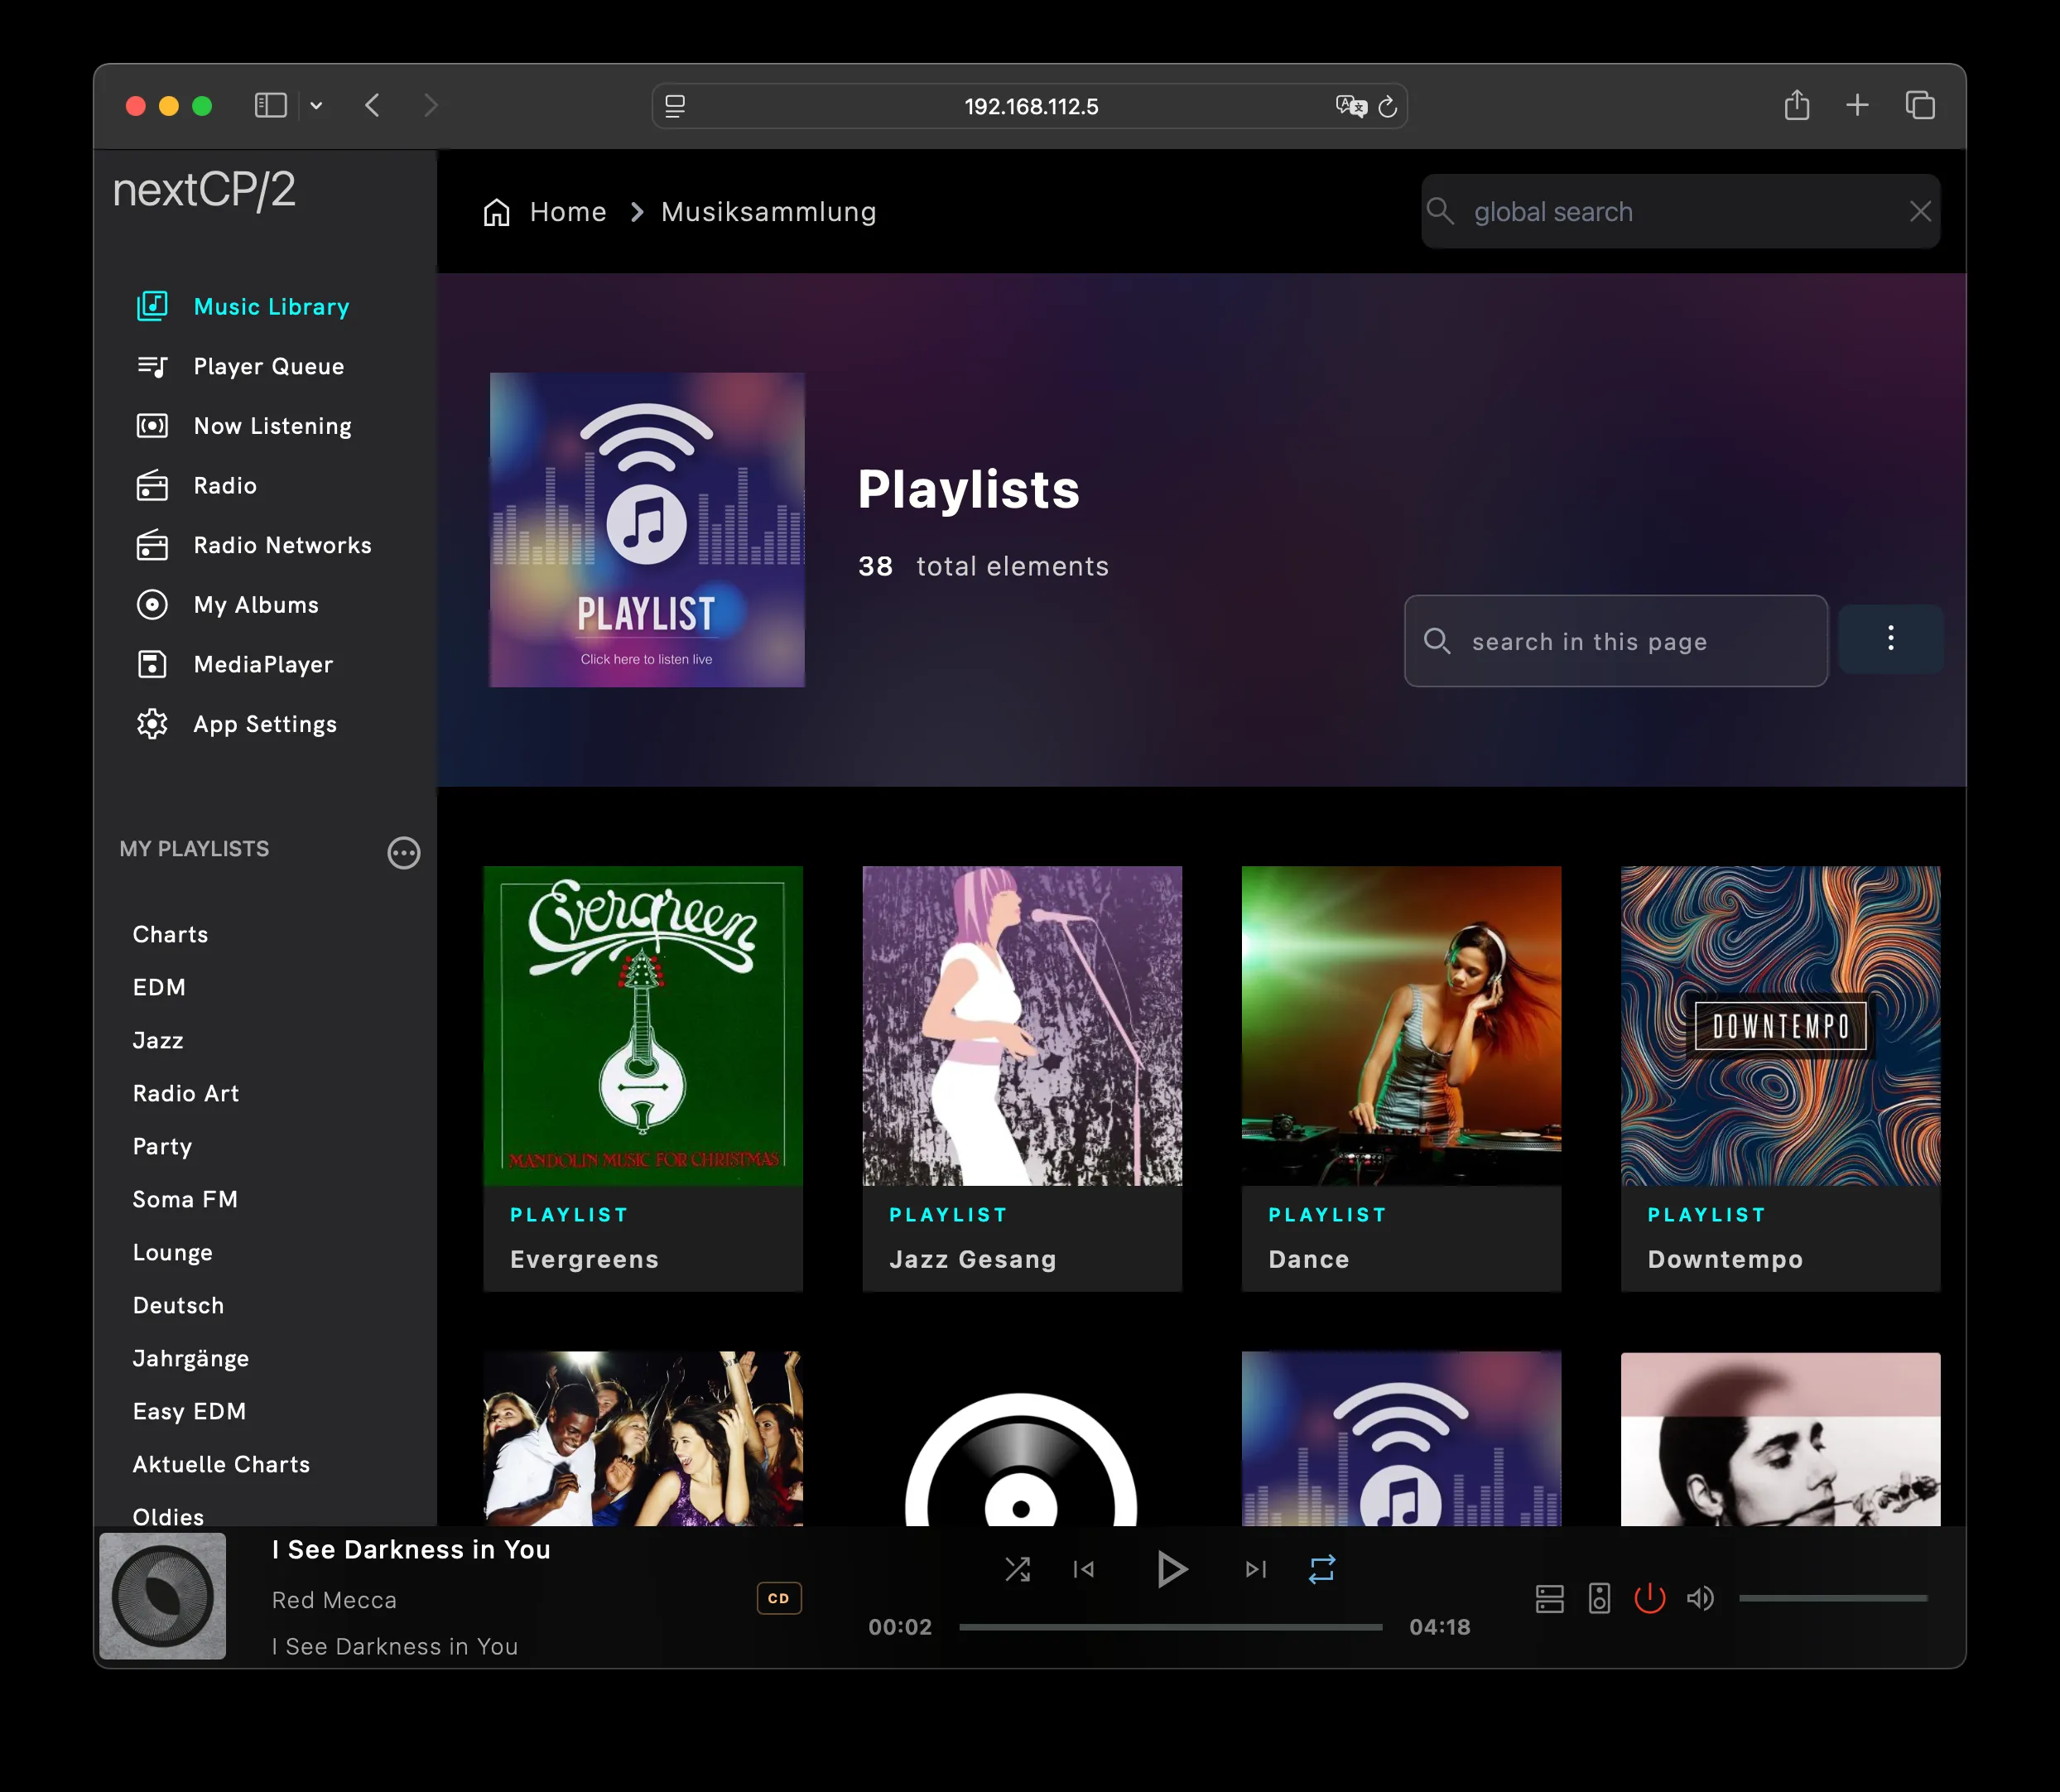 192.168.112.5
nextCP/2
Home
Musiksammlung
global search
Music Library
Player Queue
Now Listening
Radio
Radio Networks
My Albums
MediaPlayer
App Settings
PLAYLIST
Click here to listen live
Playlists
38 total elements
search in this page
MY PLAYLISTS
Charts
EDM
Jazz
Radio Art
Party
Soma FM
Lounge
Deutsch
Jahrgänge
Easy EDM
Aktuelle Charts
Oldies
Evergreen
MANDOLIN MUSIC FOR CHRISTMAS
PLAYLIST
Evergreens
PLAYLIST
Jazz Gesang
PLAYLIST
Dance
DOWNTEMPO
PLAYLIST
Downtempo
I See Darkness in You
Red Mecca
I See Darkness in You
CD
00:02
04:18